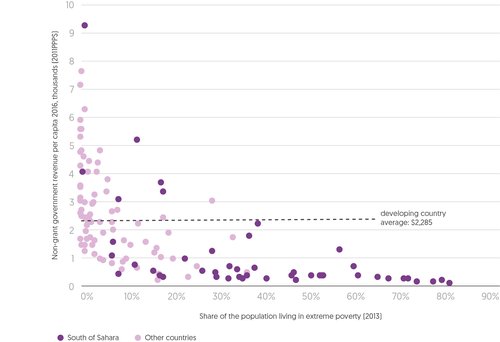 Non-grant government revenue per capita 2016, thousands [2011PPP$]
10
9
8
7
6
5
4
3
2
1
0
developing country
average: $2,285
0% 10% 20% 30% 40% 50% 60% 70% 80% 90%
Share of the population living in extreme poverty [2013]
South of Sahara Other countries